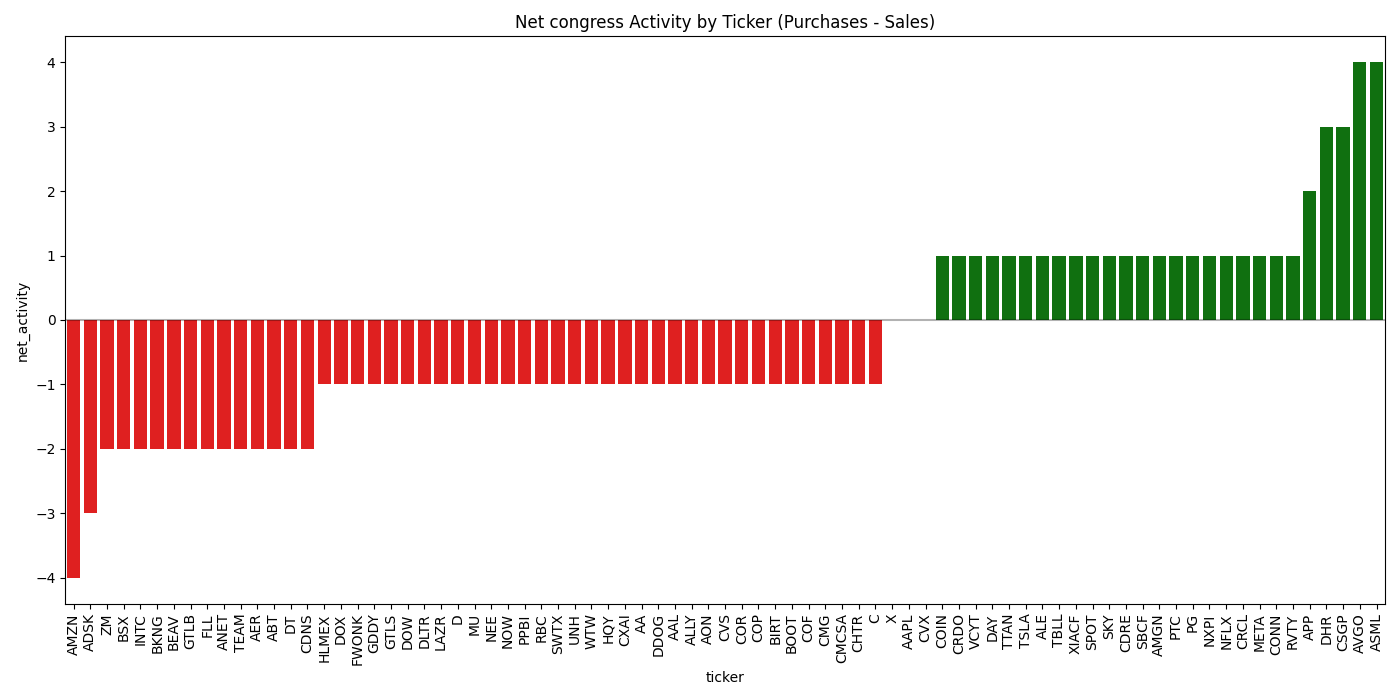 Net congress Activity by Ticker (Purchases - Sales)
4
3
2
1
0
−1
−2
−3
−4
net_activity
AMZN ADSK ZM BSX INTC BKNG BEAV GTLB FLL ANET TEAM AER ABT DT CDNS HLMEX DOX FWONK GDDY GTLS DOW DLTR LAZR D MU NEE NOW PPBI RBC SWTX UNH WTW HQY CXAI AA DDOG AAL ALLY AON CVS COR COP BIRT BOOT COF CMG CMCSA CHTR C X AAPL CVX COIN CRDO VCYT DAY TTAN TSLA ALE TBLL XIACF SPOT SKY CDRE SBCF AMGN PTC PG NXPI NFLX CRCL META CONN RVTY APP DHR CSGP AVGO ASML
ticker